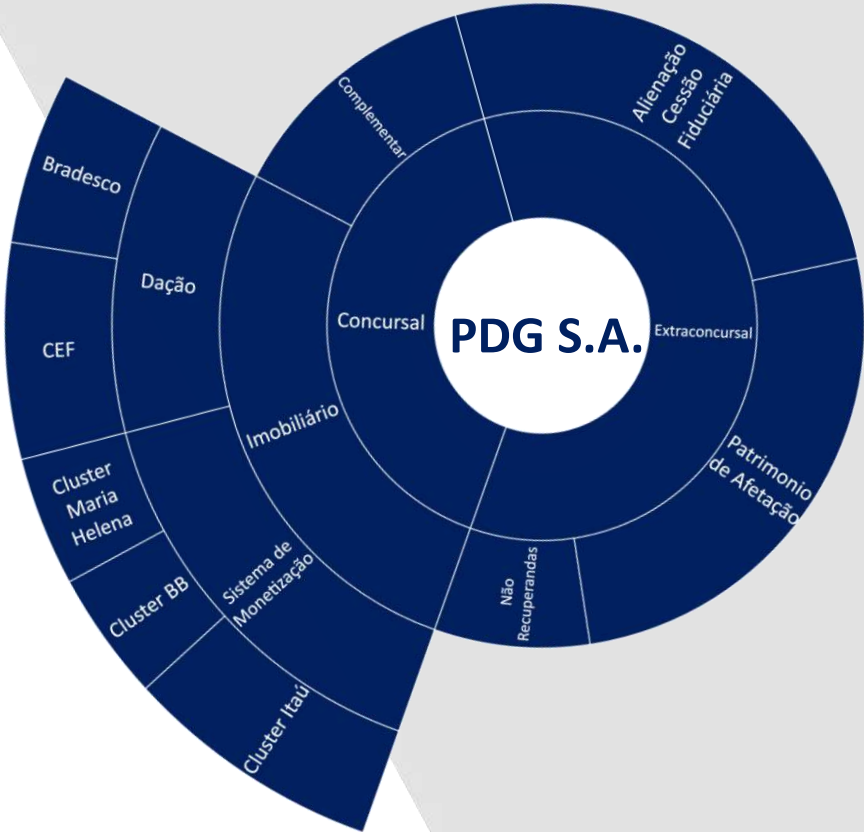 PDG S.A.
Concursal
Extraconcursal
Complementar
Imobiliário
Alienação
Cessão
Fiduciária
Patrimonio
de Afetação
Não
Recuperandas
Dação
Sistema de
Monetização
Bradesco
CEF
Cluster
Maria
Helena
Cluster BB
Cluster Itaú